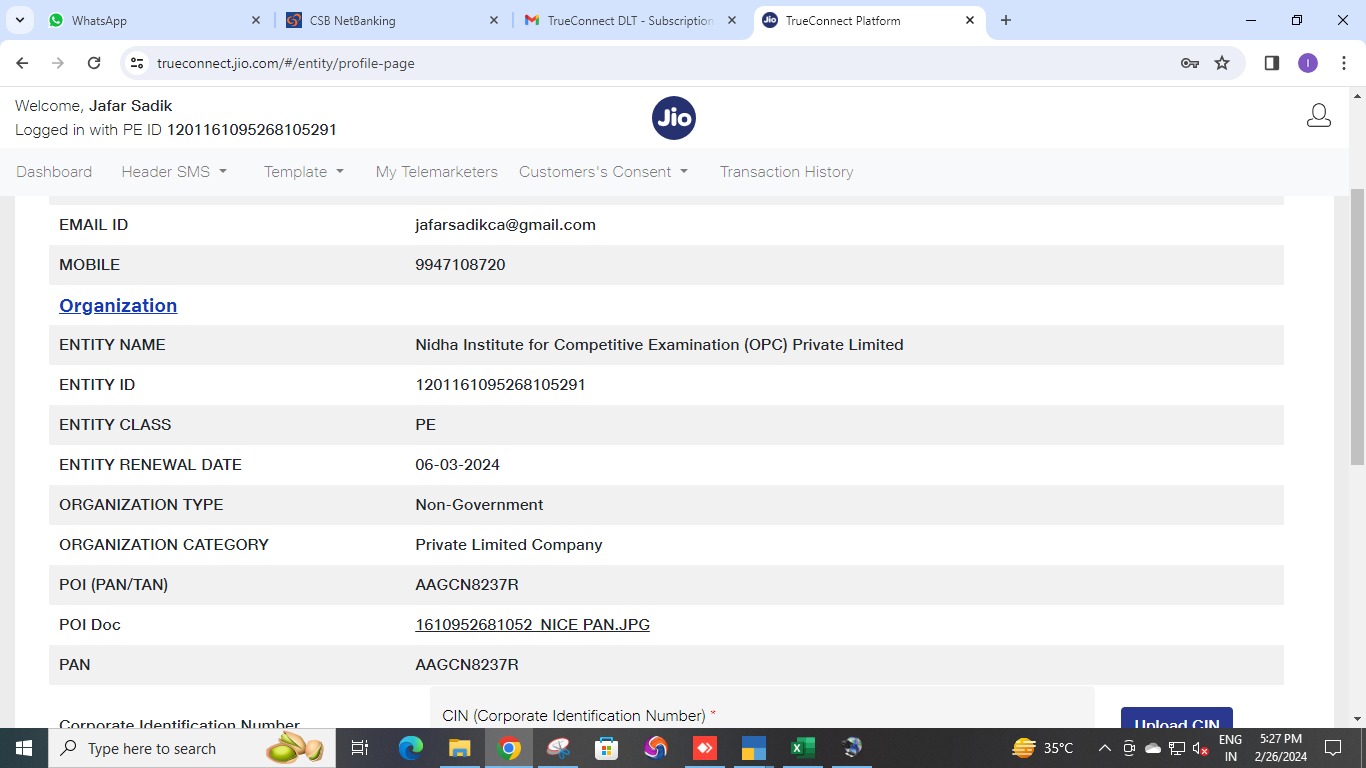 WhatsApp
CSB NetBanking
TrueConnect DLT - Subscription
TrueConnect Platform
trueconnect.jio.com/#/entity/profile-page
I
Welcome, Jafar Sadik
Logged in with PE ID 1201161095268105291
Jio
Dashboard Header SMS Template My Telemarketers Customers's Consent Transaction History
EMAIL ID jafarsadikca@gmail.com
MOBILE 9947108720
Organization
ENTITY NAME Nidha Institute for Competitive Examination (OPC) Private Limited
ENTITY ID 1201161095268105291
ENTITY CLASS PE
ENTITY RENEWAL DATE 06-03-2024
ORGANIZATION TYPE Non-Government
ORGANIZATION CATEGORY Private Limited Company
POI (PAN/TAN) AAGCN8237R
POI Doc 1610952681052_NICE PAN.JPG
PAN AAGCN8237R
CIN (Corporate Identification Number) *
Corporate Identification Number Upload CIN
Type here to search
35°C
ENG
IN
5:27 PM
2/26/2024